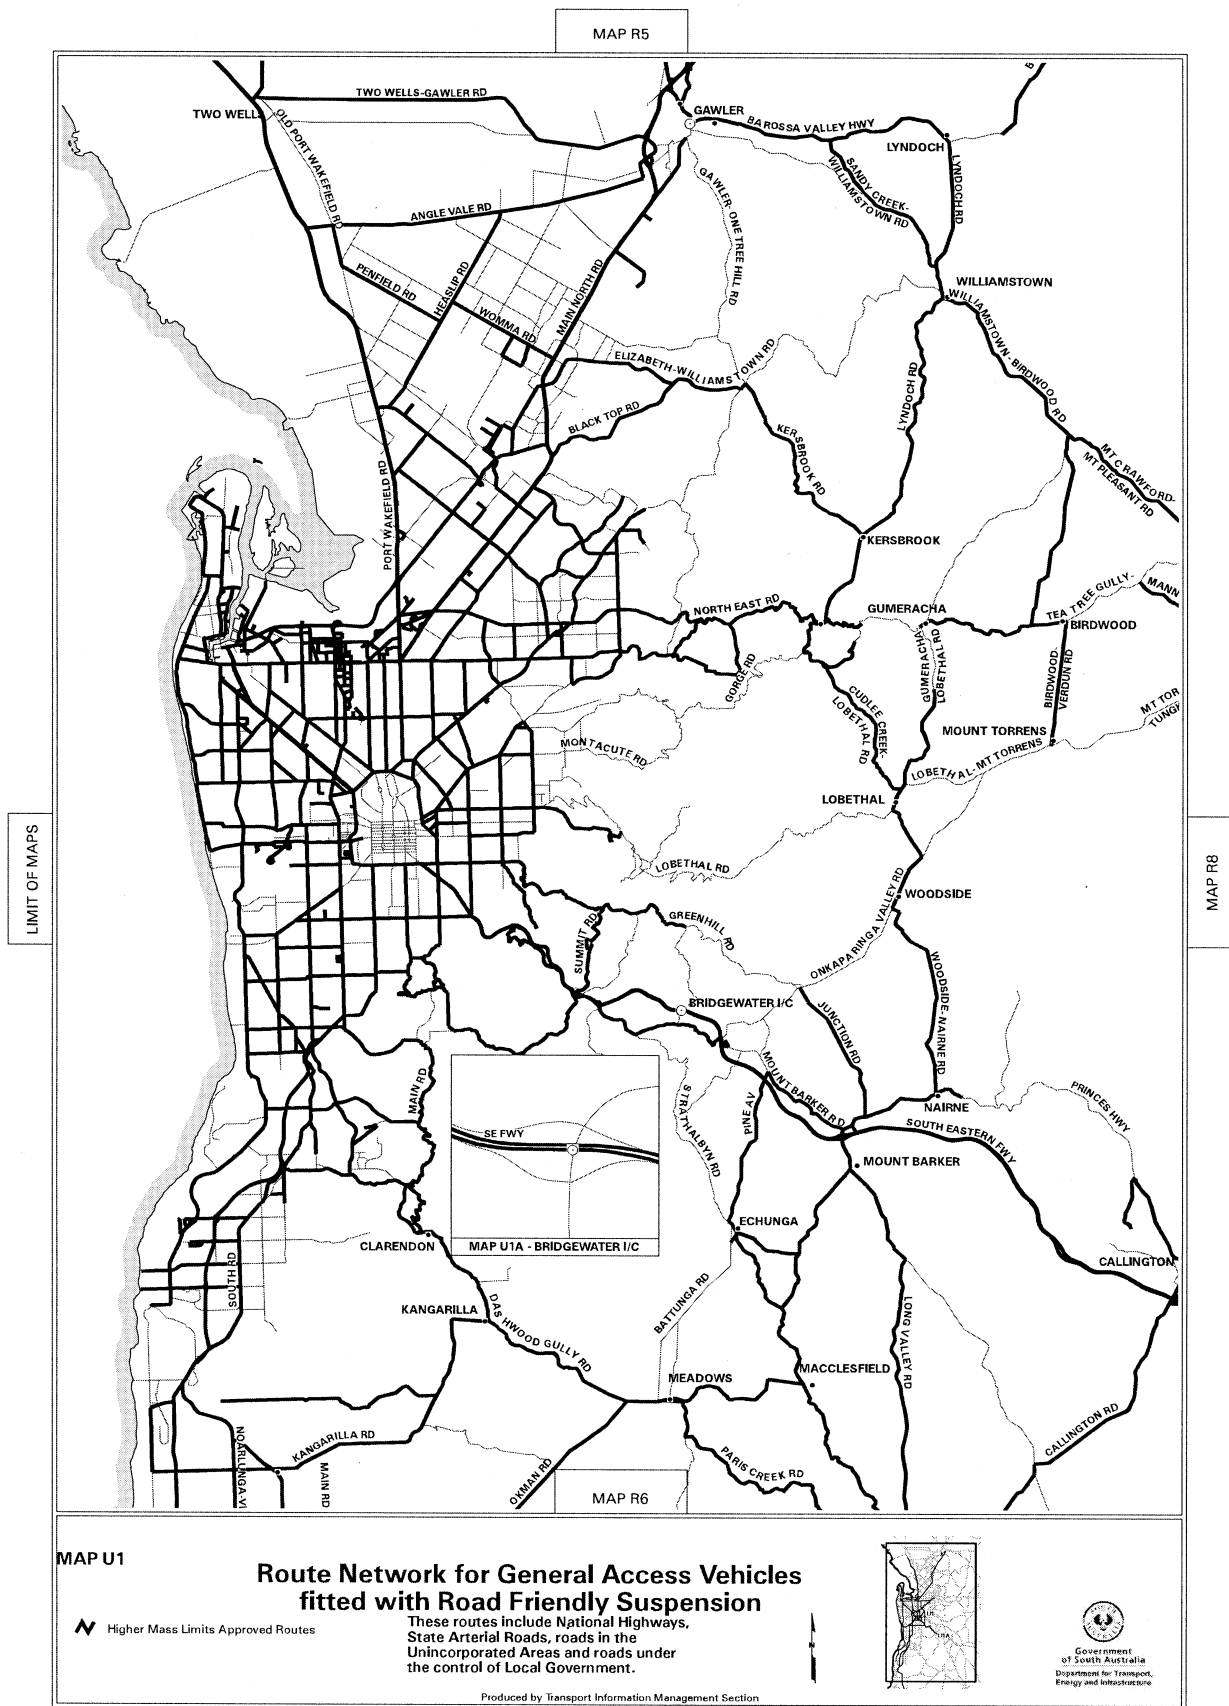 MAP R5
TWO WELLS-GAWLER RD
TWO WELLS
OLD PORT WAKEFIELD RD
GAWLER
BAROSSA VALLEY HWY
LYNDOCH
LYNDOCH RD
SANDY CREEK-
WILLIAMSTOWN RD
GAWLER-ONE TREE HILL RD
ANGLE VALE RD
PENFIELD RD
HEASLIP RD
WOMMA RD
MAIN NORTH RD
WILLIAMSTOWN
WILLIAMSTOWN-BIRDWOOD RD
ELIZABETH-WILLIAMSTOWN RD
LYNDOCH RD
BLACK TOP RD
KERSBROOK RD
MT CRAWFORD-
MT PLEASANT RD
PORT WAKEFIELD RD
KERSBROOK
NORTH EAST RD
GUMERACHA
TEA TREE GULLY-
MANN
BIRDWOOD
GUMERACHA
LOBETHAL RD
BIRDWOOD-
VERDUN RD
GORGE RD
CUDLEE CREEK-
LOBETHAL RD
MT TOR
TUNGK
MOUNT TORRENS
MONTACUTE RD
LOBETHAL-MT TORRENS
LOBETHAL
LIMIT OF MAPS
MAP R8
LOBETHAL RD
WOODSIDE
GREENHILL RD
SUMMIT RD
ONKAPARINGA VALLEY RD
WOODSIDE-NAIRNE RD
BRIDGEWATER I/C
JUNCTION RD
MOUNT BARKER RD
MAIN RD
PINE AV
STRATHALBYN RD
PRINCES HWY
NAIRNE
SOUTH EASTERN FWY
SE FWY
MOUNT BARKER
ECHUNGA
MAP U1A - BRIDGEWATER I/C
CLARENDON
CALLINGTON
SOUTH RD
KANGARILLA
DASHWOOD GULLY RD
BATTUNGA RD
LONG VALLEY RD
MACCLESFIELD
MEADOWS
CALLINGTON RD
KANGARILLA RD
NOARLUNGA-VI
MAIN RD
OKMAN RD
PARIS CREEK RD
MAP R6
MAP U1
Route Network for General Access Vehicles
fitted with Road Friendly Suspension
Higher Mass Limits Approved Routes
These routes include National Highways,
State Arterial Roads, roads in the
Unincorporated Areas and roads under
the control of Local Government.
N
Government
of South Australia
Department for Transport,
Energy and Infrastructure
Produced by Transport Information Management Section